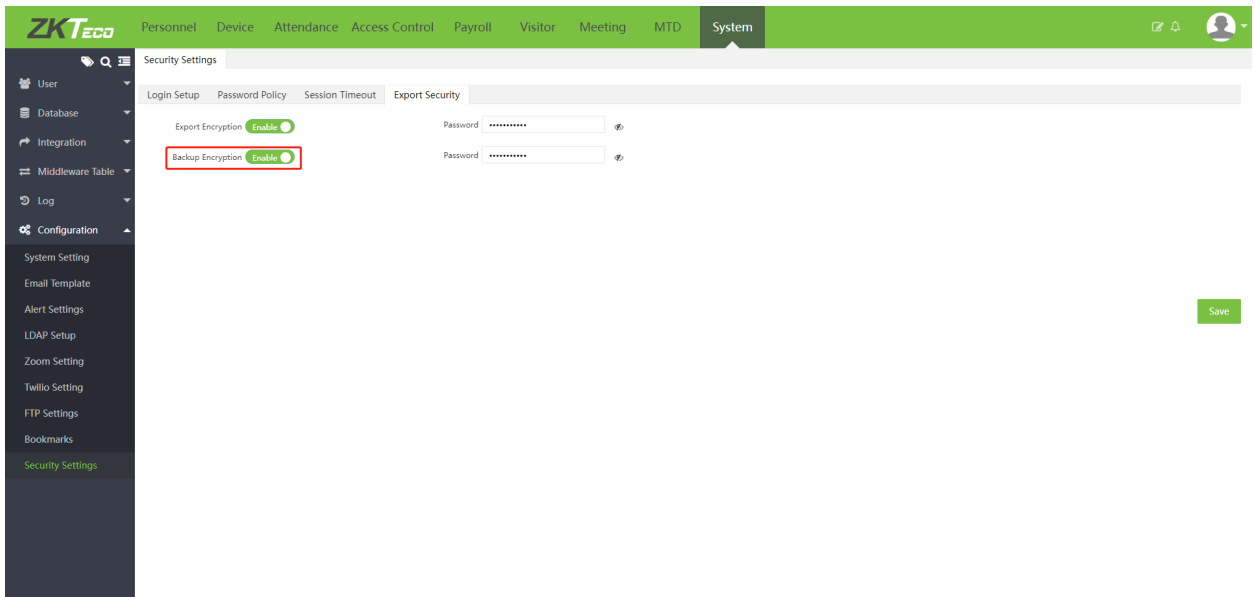 ZKTECO Personnel Device Attendance Access Control Payroll Visitor Meeting MTD System
Security Settings
User
Login Setup Password Policy Session Timeout Export Security
Database
Export Encryption Enable Password •••••••••••
Integration
Backup Encryption Enable Password •••••••••••
Middleware Table
Log
Configuration
System Setting
Email Template
Alert Settings
Save
LDAP Setup
Zoom Setting
Twilio Setting
FTP Settings
Bookmarks
Security Settings